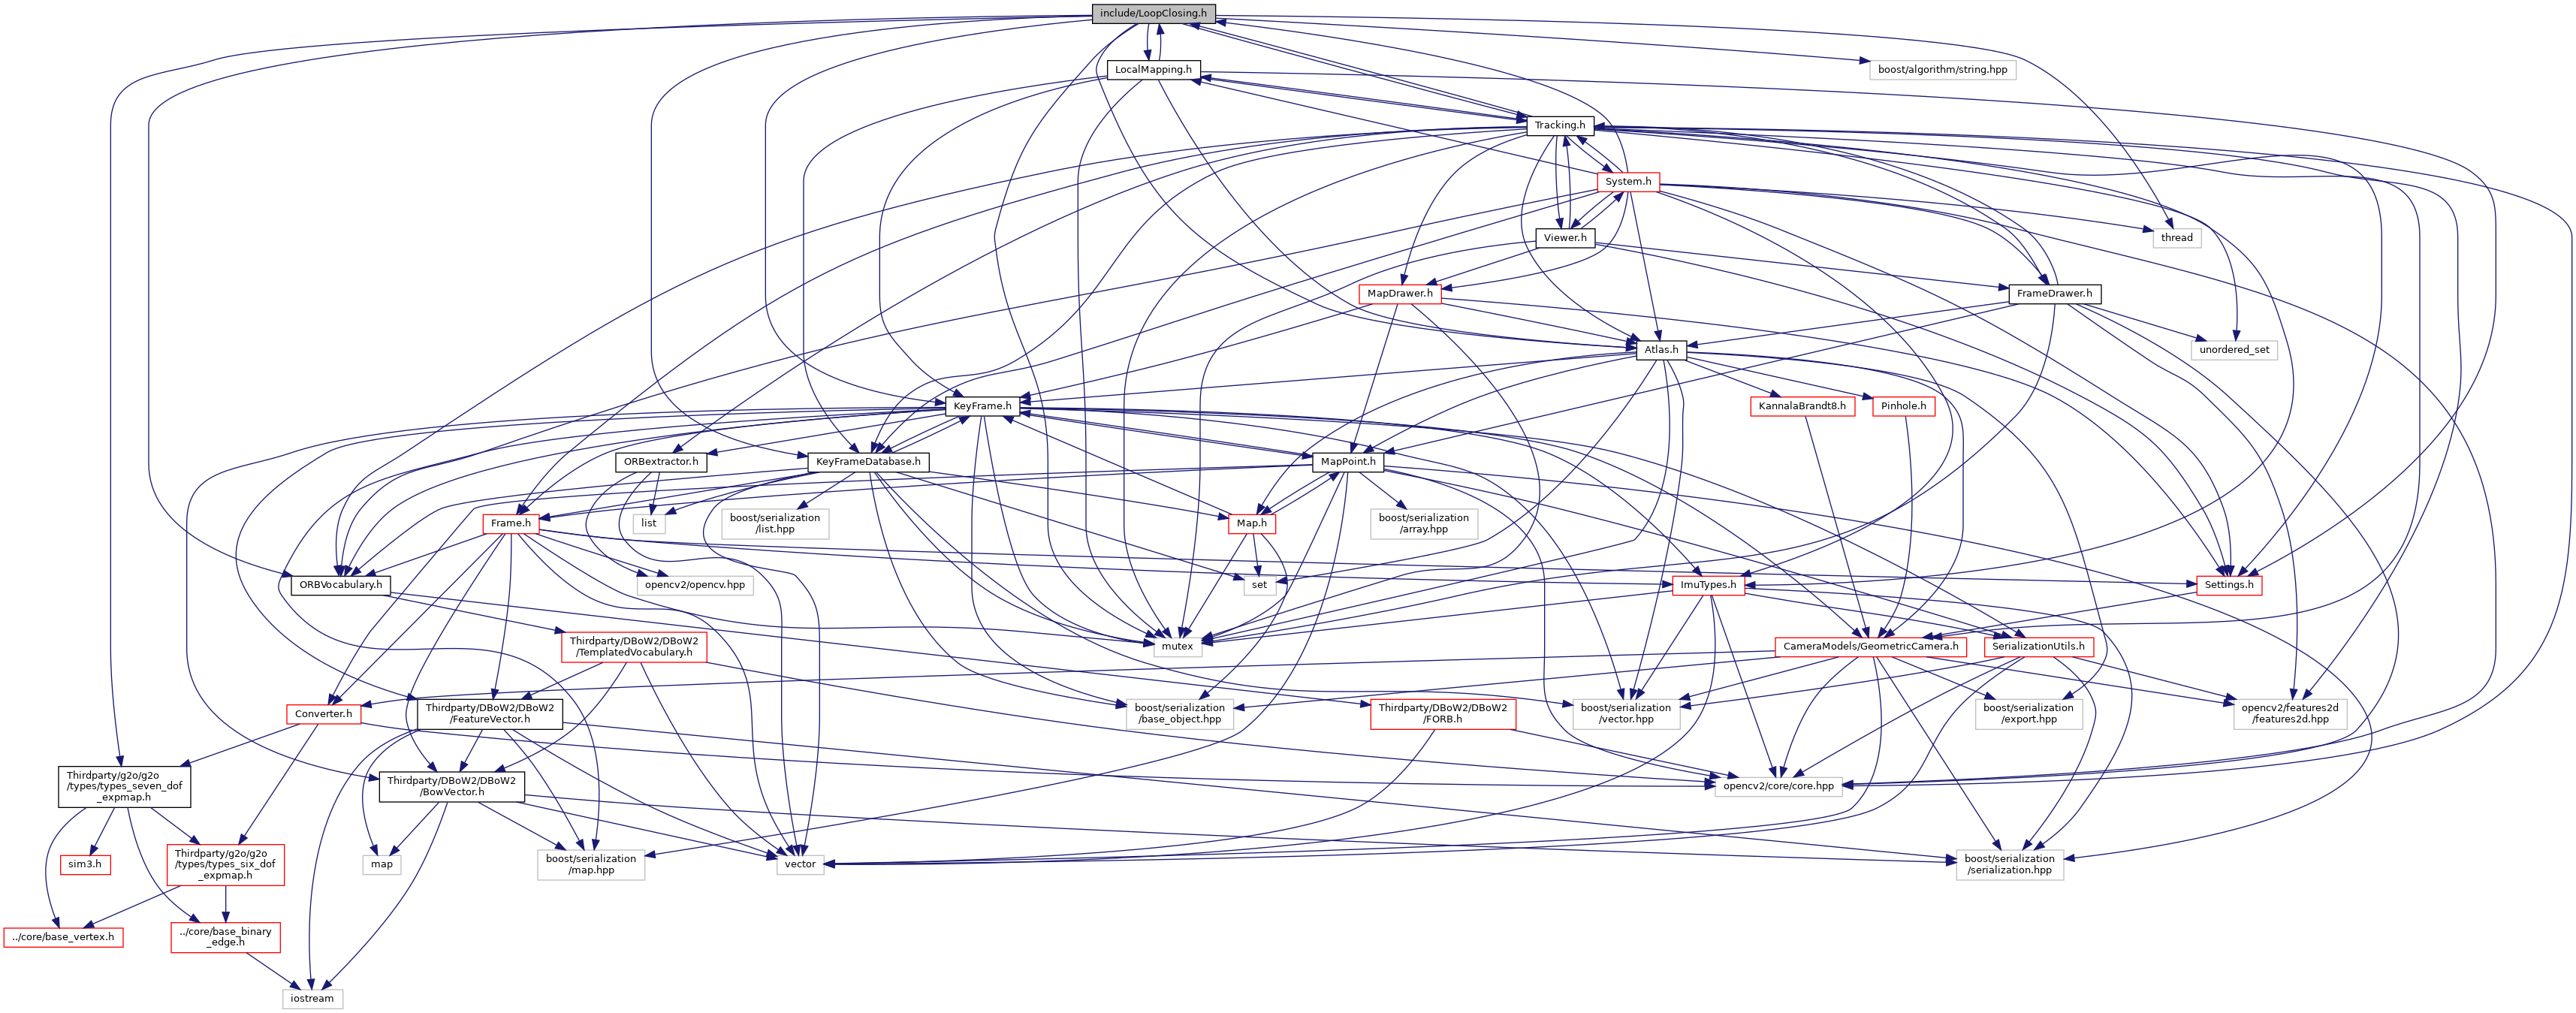 include/LoopClosing.h
LocalMapping.h
boost/algorithm/string.hpp
Tracking.h
System.h
Viewer.h
thread
MapDrawer.h
FrameDrawer.h
Atlas.h
unordered_set
KeyFrame.h
KannalaBrandt8.h
Pinhole.h
ORBextractor.h
KeyFrameDatabase.h
MapPoint.h
Frame.h
list
boost/serialization
/list.hpp
Map.h
boost/serialization
/array.hpp
ORBVocabulary.h
opencv2/opencv.hpp
set
ImuTypes.h
Settings.h
Thirdparty/DBoW2/DBoW2
/TemplatedVocabulary.h
mutex
CameraModels/GeometricCamera.h
SerializationUtils.h
Converter.h
Thirdparty/DBoW2/DBoW2
/FeatureVector.h
boost/serialization
/base_object.hpp
Thirdparty/DBoW2/DBoW2
/FORB.h
boost/serialization
/vector.hpp
boost/serialization
/export.hpp
opencv2/features2d
/features2d.hpp
Thirdparty/g2o/g2o
/types/types_seven_dof
_expmap.h
Thirdparty/DBoW2/DBoW2
/BowVector.h
opencv2/core/core.hpp
sim3.h
Thirdparty/g2o/g2o
/types/types_six_dof
_expmap.h
map
boost/serialization
/map.hpp
vector
boost/serialization
/serialization.hpp
../core/base_vertex.h
../core/base_binary
_edge.h
iostream